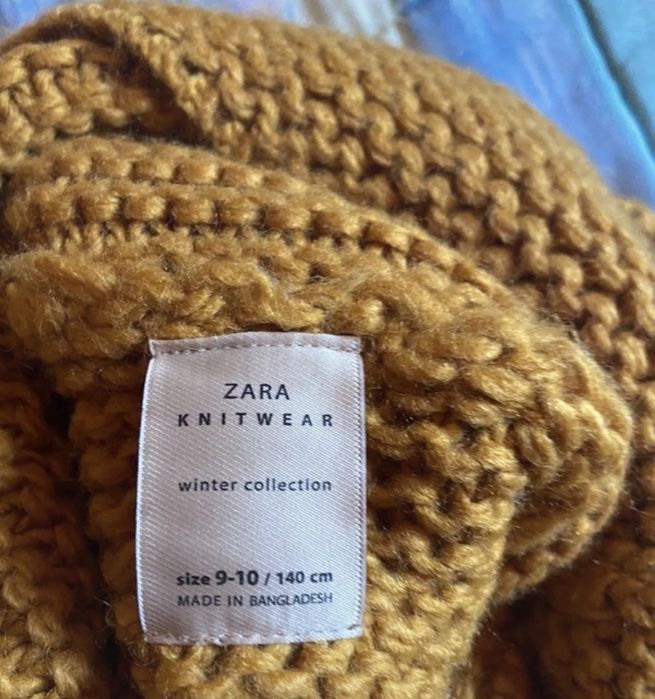 ZARA
KNITWEAR
winter collection
size 9-10 / 140 cm
MADE IN BANGLADESH